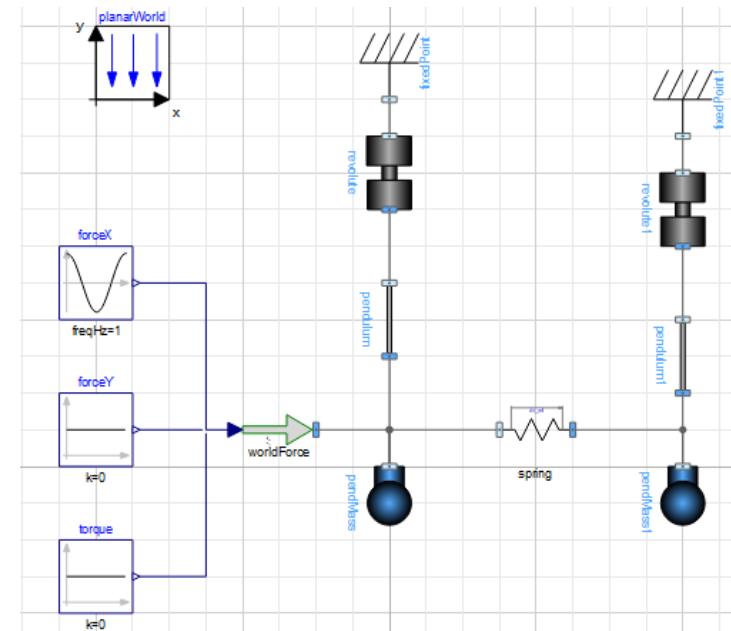 planarWorld
y
x
fixedPoint
fixedPoint1
revolute
revolute1
forceX
freqHz=1
pendulum
pendulum1
forceY
k=0
worldForce
spring
pendMass
pendMass1
torque
k=0